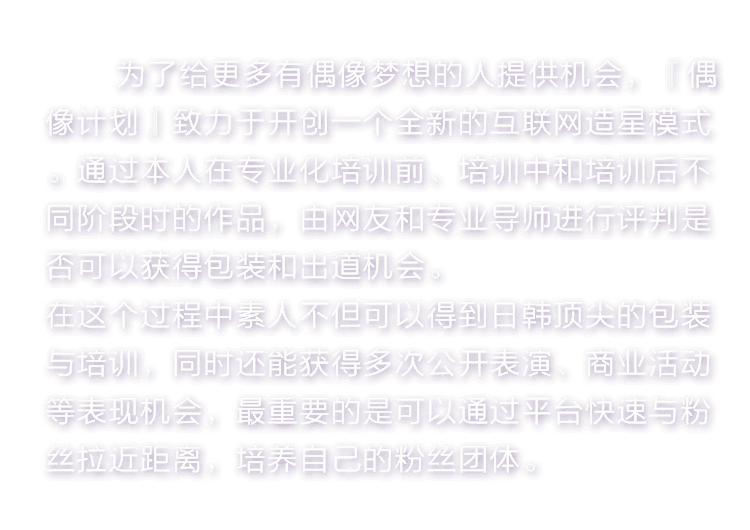 为了给更多有偶像梦想的人提供机会，「偶
像计划」致力于开创一个全新的互联网造星模式
。通过本人在专业化培训前、培训中和培训后不
同阶段时的作品，由网友和专业导师进行评判是
否可以获得包装和出道机会。
在这个过程中素人不但可以得到日韩顶尖的包装
与培训，同时还能获得多次公开表演、商业活动
等表现机会，最重要的是可以通过平台快速与粉
丝拉近距离，培养自己的粉丝团体。